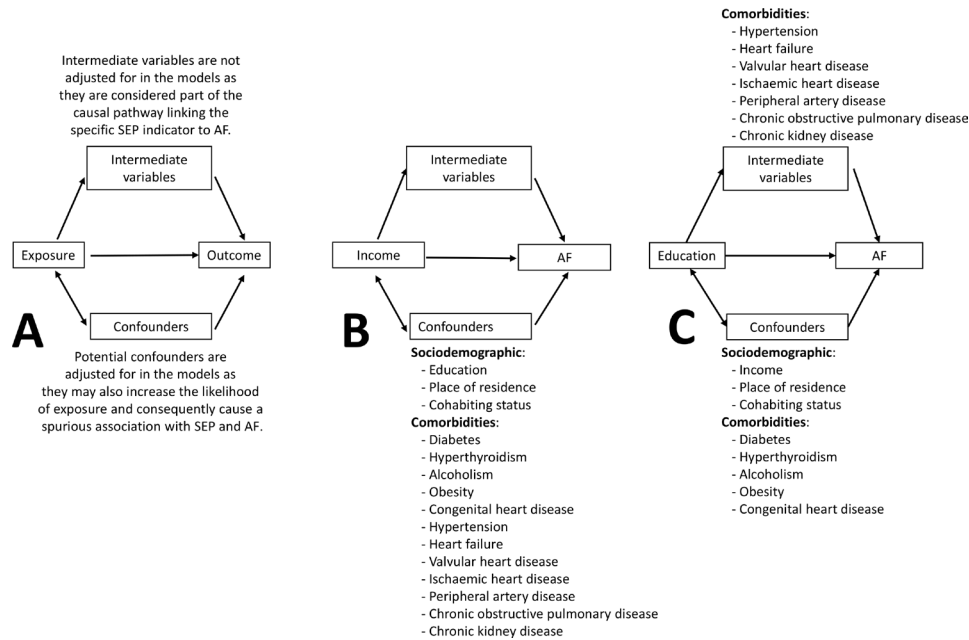 Intermediate variables are not
adjusted for in the models as
they are considered part of the
causal pathway linking the
specific SEP indicator to AF.
Intermediate
variables
Exposure
Outcome
Confounders
A
Potential confounders are
adjusted for in the models as
they may also increase the likelihood
of exposure and consequently cause a
spurious association with SEP and AF.
Intermediate
variables
Income
AF
Confounders
B
Sociodemographic:
- Education
- Place of residence
- Cohabiting status
Comorbidities:
- Diabetes
- Hyperthyroidism
- Alcoholism
- Obesity
- Congenital heart disease
- Hypertension
- Heart failure
- Valvular heart disease
- Ischaemic heart disease
- Peripheral artery disease
- Chronic obstructive pulmonary disease
- Chronic kidney disease
Comorbidities:
- Hypertension
- Heart failure
- Valvular heart disease
- Ischaemic heart disease
- Peripheral artery disease
- Chronic obstructive pulmonary disease
- Chronic kidney disease
Intermediate
variables
Education
AF
Confounders
C
Sociodemographic:
- Income
- Place of residence
- Cohabiting status
Comorbidities:
- Diabetes
- Hyperthyroidism
- Alcoholism
- Obesity
- Congenital heart disease